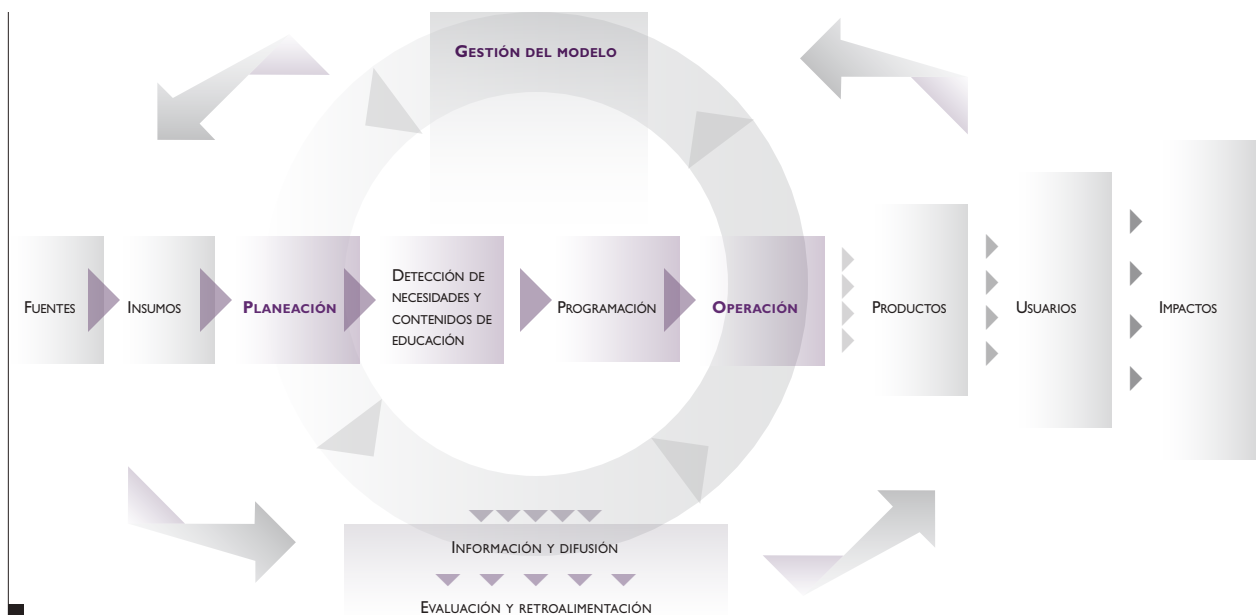 GESTIÓN DEL MODELO
FUENTES
INSUMOS
PLANEACIÓN
DETECCIÓN DE
NECESIDADES Y
CONTENIDOS DE
EDUCACIÓN
PROGRAMACIÓN
OPERACIÓN
PRODUCTOS
USUARIOS
IMPACTOS
INFORMACIÓN Y DIFUSIÓN
EVALUACIÓN Y RETROALIMENTACIÓN